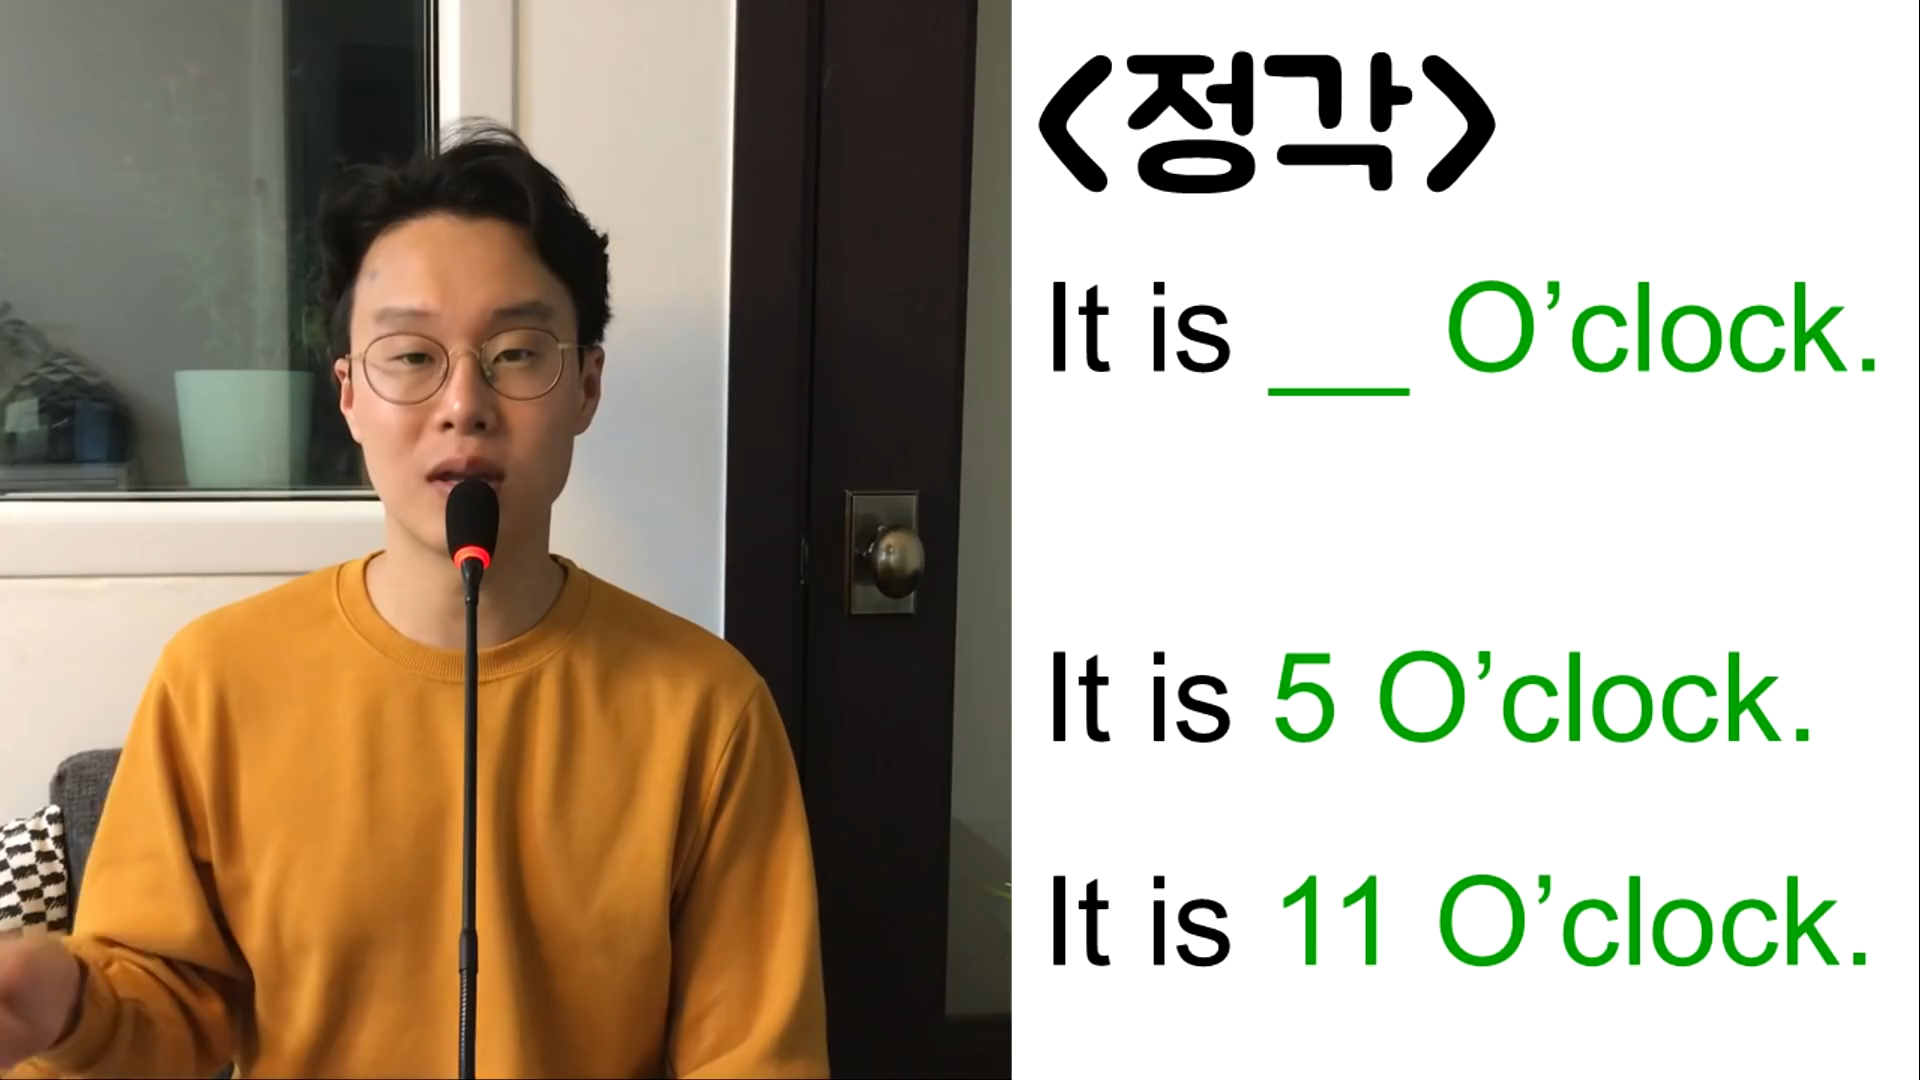 <정각>
It is __ O’clock.
It is 5 O’clock.
It is 11 O’clock.